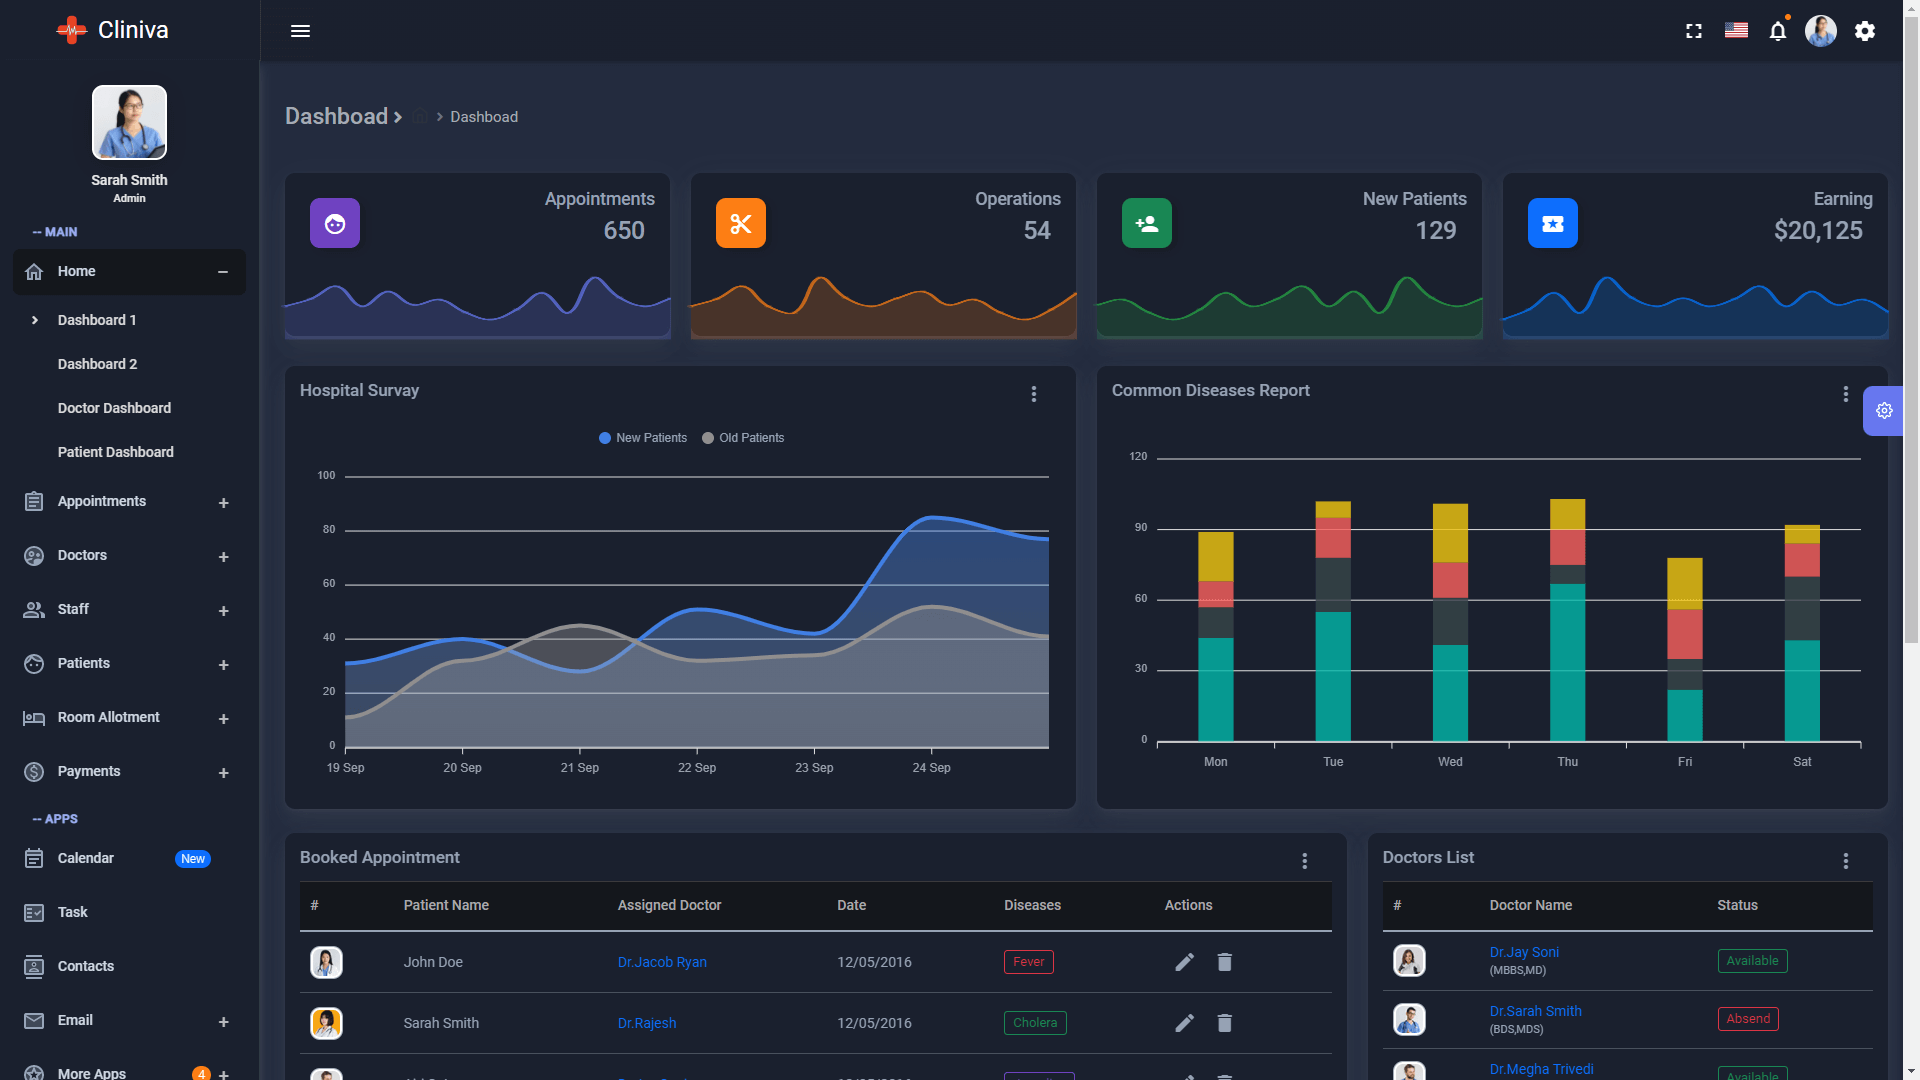 Cliniva
Sarah Smith
Admin
-- MAIN
Home
Dashboard 1
Dashboard 2
Doctor Dashboard
Patient Dashboard
Appointments
Doctors
Staff
Patients
Room Allotment
Payments
-- APPS
Calendar New
Task
Contacts
Email
More Apps 4
Dashboad
Dashboad
Appointments
650
Operations
54
New Patients
129
Earning
$20,125
Hospital Survay
New Patients Old Patients
100
80
60
40
20
0
19 Sep 20 Sep 21 Sep 22 Sep 23 Sep 24 Sep
Common Diseases Report
120
90
60
30
0
Mon Tue Wed Thu Fri Sat
Booked Appointment
# Patient Name Assigned Doctor Date Diseases Actions
John Doe Dr.Jacob Ryan 12/05/2016 Fever
Sarah Smith Dr.Rajesh 12/05/2016 Cholera
Doctors List
# Doctor Name Status
Dr.Jay Soni Available
(MBBS,MD)
Dr.Sarah Smith Absend
(BDS,MDS)
Dr.Megha Trivedi Available